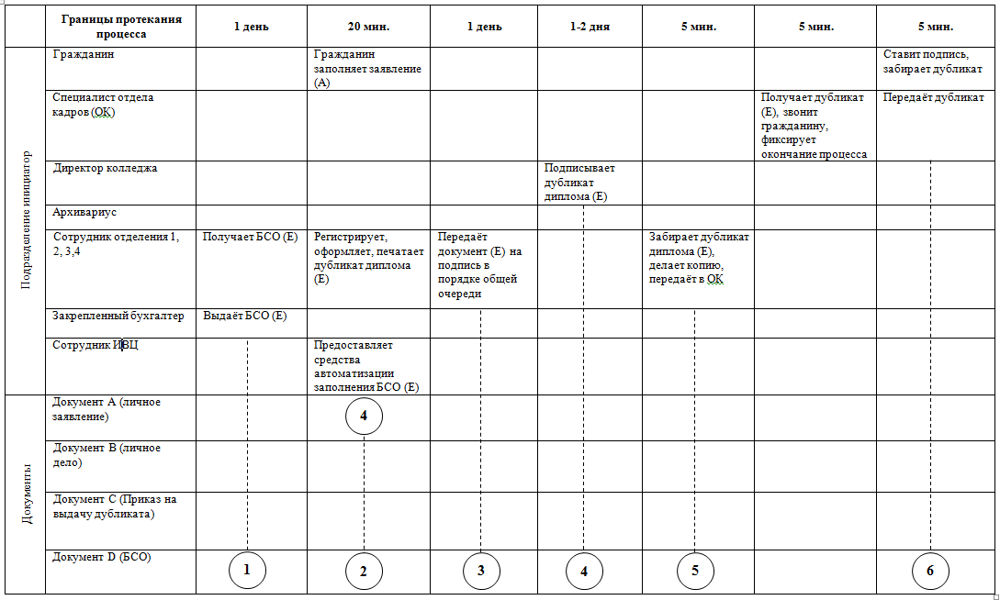 Границы протекания
процесса
1 день
20 мин.
1 день
1-2 дня
5 мин.
5 мин.
5 мин.
Подразделение инициатор
Гражданин
Гражданин
заполняет заявление
(А)
Ставит подпись,
забирает дубликат
Специалист отдела
кадров (ОК)
Получает дубликат
(Е), звонит
гражданину,
фиксирует
окончание процесса
Передаёт дубликат
Директор колледжа
Подписывает
дубликат
диплома (Е)
Архивариус
Сотрудник отделения 1,
2, 3,4
Получает БСО (Е)
Регистрирует,
оформляет, печатает
дубликат диплома
(Е)
Передаёт
документ (Е) на
подпись в
порядке общей
очереди
Забирает дубликат
диплома (Е),
делает копию,
передаёт в ОК
Закрепленный бухгалтер
Выдаёт БСО (Е)
Сотрудник ИВЦ
Предоставляет
средства
автоматизации
заполнения БСО (Е)
Документы
Документ А (личное
заявление)
4
Документ В (личное
дело)
Документ С (Приказ на
выдачу дубликата)
Документ D (БСО)
1
2
3
4
5
6